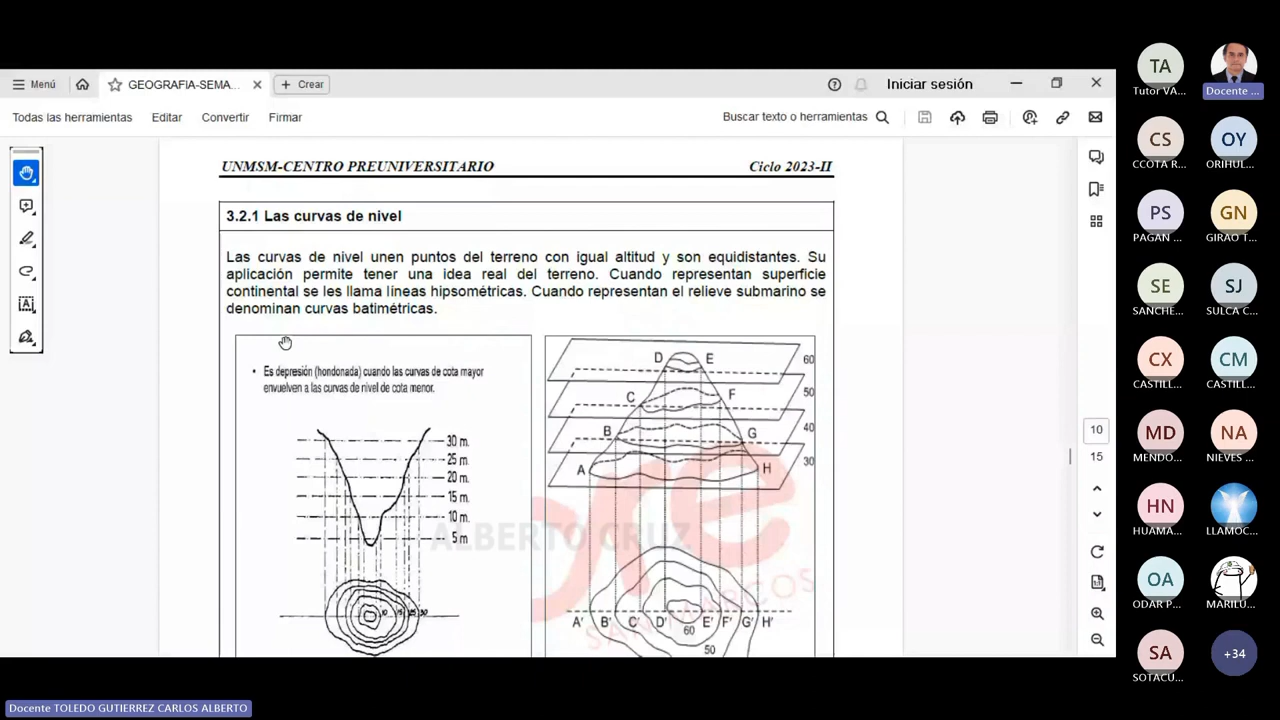 Menú
GEOGRAFIA-SEMA...
Crear
Iniciar sesión
Todas las herramientas
Editar
Convertir
Firmar
Buscar texto o herramientas
UNMSM-CENTRO PREUNIVERSITARIO
Ciclo 2023-II
3.2.1 Las curvas de nivel
Las curvas de nivel unen puntos del terreno con igual altitud y son equidistantes. Su
aplicación permite tener una idea real del terreno. Cuando representan superficie
continental se les llama líneas hipsométricas. Cuando representan el relieve submarino se
denominan curvas batimétricas.
• Es depresión (hondonada) cuando las curvas de cota mayor
envuelven a las curvas de nivel de cota menor.
30 m.
25 m.
20 m.
15 m.
10 m.
5 m
D E 60
C F 50
B G 40
A H 30
ALBERTO CRUZ
pre
SAN MARCOS
A' B' C' D' E' F' G' H'
60
50
10
15
TA
Tutor VA...
Docente ...
CS
CCOTA R...
OY
ORIHUL...
PS
PAGAN ...
GN
GIRAO T...
SE
SANCHE...
SJ
SULCA C...
CX
CASTILL...
CM
CASTILL...
MD
MENDO...
NA
NIEVES ...
HN
HUAMA...
LLAMOC...
OA
ODAR P...
MARILU...
SA
SOTACU...
+34
Docente TOLEDO GUTIERREZ CARLOS ALBERTO